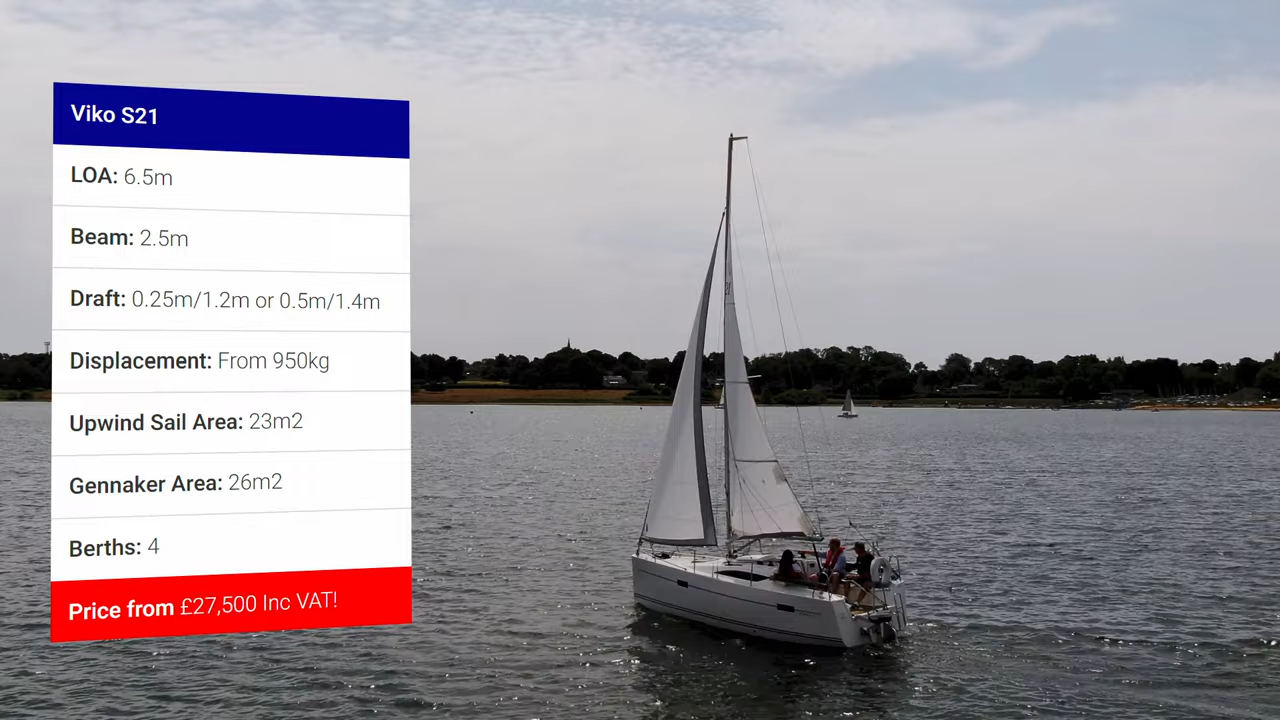 Viko S21
LOA: 6.5m
Beam: 2.5m
Draft: 0.25m/1.2m or 0.5m/1.4m
Displacement: From 950kg
Upwind Sail Area: 23m2
Gennaker Area: 26m2
Berths: 4
Price from £27,500 Inc VAT!